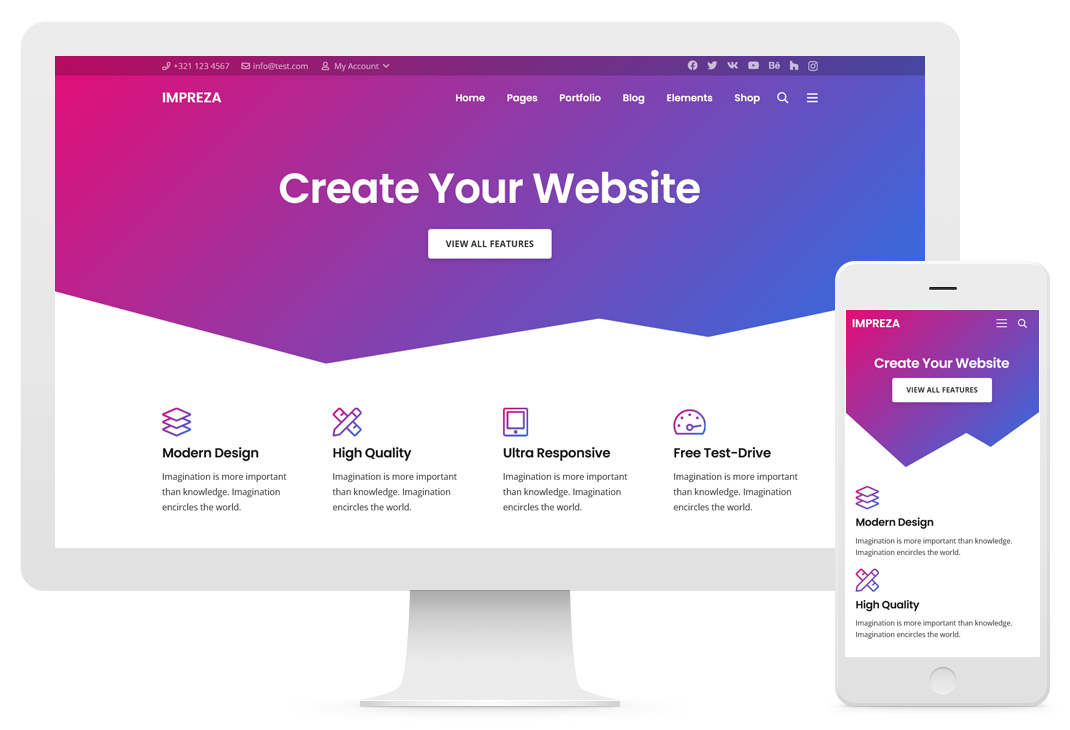 +321 123 4567 info@test.com My Account
IMPREZA Home Pages Portfolio Blog Elements Shop
Create Your Website
VIEW ALL FEATURES
Modern Design
Imagination is more important
than knowledge. Imagination
encircles the world.
High Quality
Imagination is more important
than knowledge. Imagination
encircles the world.
Ultra Responsive
Imagination is more important
than knowledge. Imagination
encircles the world.
Free Test-Drive
Imagination is more important
than knowledge. Imagination
encircles the world.
IMPREZA
Create Your Website
VIEW ALL FEATURES
Modern Design
Imagination is more important than knowledge.
Imagination encircles the world.
High Quality
Imagination is more important than knowledge.
Imagination encircles the world.